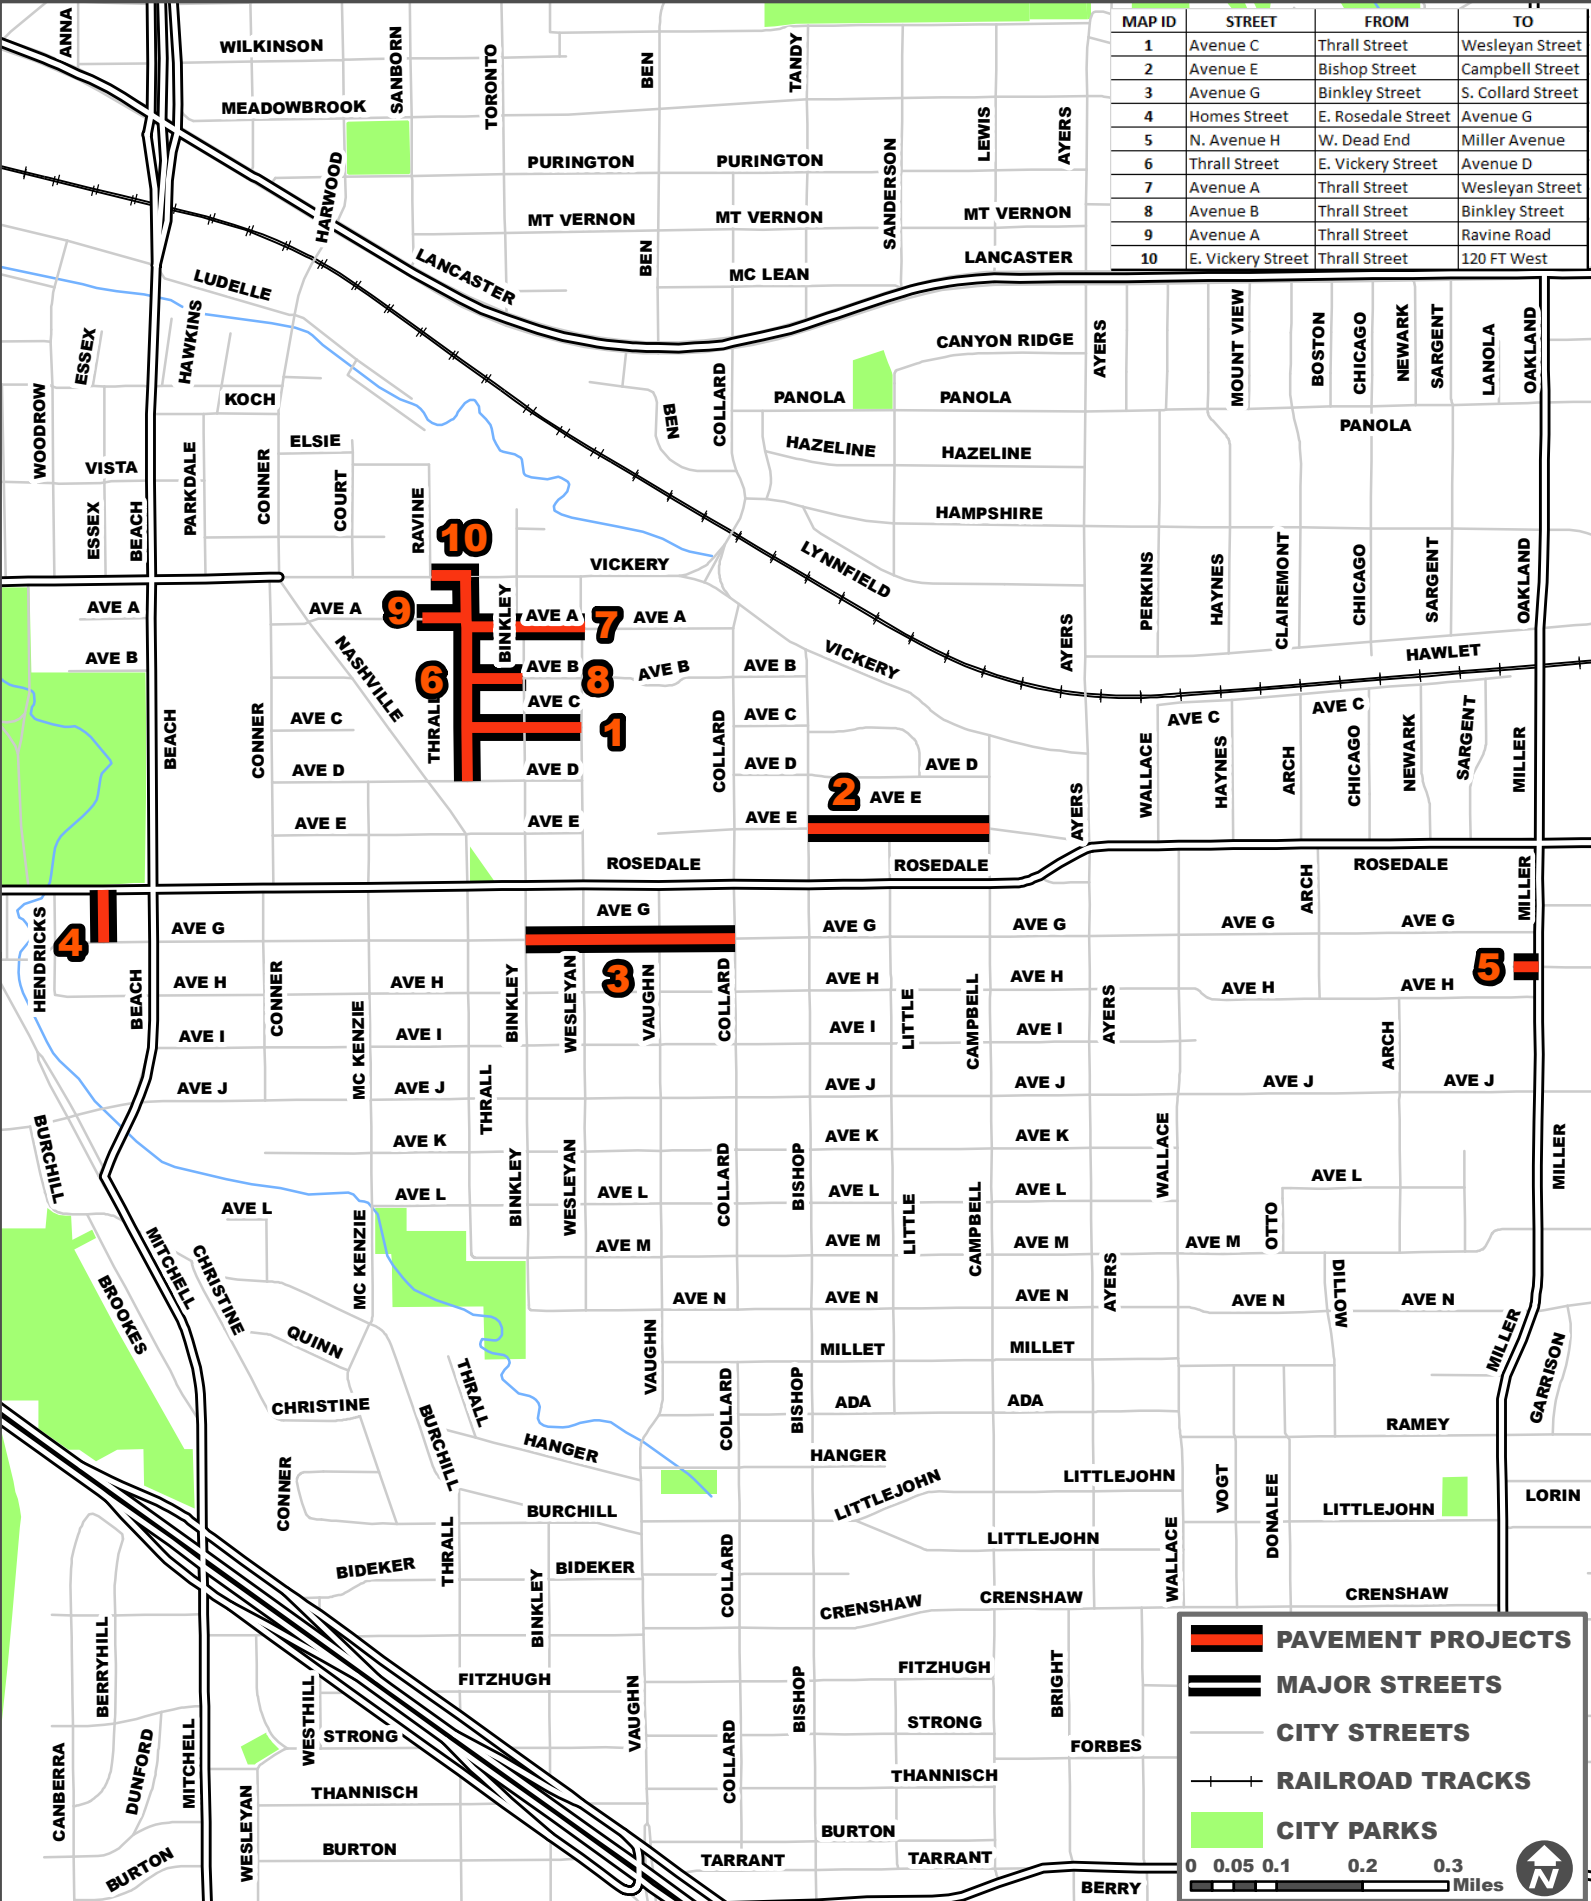 MAP ID STREET FROM TO
1 Avenue C Thrall Street Wesleyan Street
2 Avenue E Bishop Street Campbell Street
3 Avenue G Binkley Street S. Collard Street
4 Homes Street E. Rosedale Street Avenue G
5 N. Avenue H W. Dead End Miller Avenue
6 Thrall Street E. Vickery Street Avenue D
7 Avenue A Thrall Street Wesleyan Street
8 Avenue B Thrall Street Binkley Street
9 Avenue A Thrall Street Ravine Road
10 E. Vickery Street Thrall Street 120 FT West
ANNA
WILKINSON
SANBORN
TORONTO
BEN
TANDY
MEADOWBROOK
LEWIS
AYERS
HARWOOD
PURINGTON
PURINGTON
SANDERSON
MT VERNON
MT VERNON
MT VERNON
LUDELLE
LANCASTER
BEN
MC LEAN
LANCASTER
ESSEX
HAWKINS
CANYON RIDGE
AYERS
MOUNT VIEW
BOSTON
CHICAGO
NEWARK
SARGENT
LANOLA
OAKLAND
WOODROW
KOCH
BEN
COLLARD
PANOLA
PANOLA
PANOLA
VISTA
PARKDALE
CONNER
ELSIE
COURT
HAZELINE
HAZELINE
ESSEX
BEACH
RAVINE
10
HAMPSHIRE
VICKERY
LYNNFIELD
PERKINS
HAYNES
CLAIREMONT
CHICAGO
SARGENT
OAKLAND
AVE A
AVE A
9
BINKLEY
AVE A
7
AVE A
AYERS
AVE B
NASHVILLE
6
AVE B
8
AVE B
AVE B
VICKERY
HAWLET
BEACH
CONNER
AVE C
THRALL
AVE C
1
COLLARD
AVE C
AVE C
AVE C
WALLACE
HAYNES
ARCH
CHICAGO
NEWARK
SARGENT
MILLER
AVE D
AVE D
AVE D
AVE D
2
AVE E
AYERS
AVE E
AVE E
AVE E
ROSEDALE
ROSEDALE
ROSEDALE
ARCH
MILLER
HENDRICKS
4
AVE G
AVE G
AVE G
AVE G
AVE G
AVE G
BEACH
AVE H
CONNER
AVE H
BINKLEY
WESLEYAN
3
VAUGHN
COLLARD
AVE H
LITTLE
CAMPBELL
AVE H
AYERS
AVE H
AVE H
5
AVE I
MC KENZIE
AVE I
AVE I
AVE I
ARCH
AVE J
AVE J
THRALL
AVE J
AVE J
AVE J
AVE J
BURCHILL
AVE K
BINKLEY
WESLEYAN
COLLARD
BISHOP
AVE K
AVE K
WALLACE
MILLER
AVE L
AVE L
AVE L
AVE L
LITTLE
CAMPBELL
AVE L
AVE L
MITCHELL
CHRISTINE
MC KENZIE
AVE M
AVE M
AVE M
AYERS
AVE M
OTTO
DILLOW
BROOKES
AVE N
AVE N
AVE N
AVE N
AVE N
QUINN
THRALL
VAUGHN
MILLET
MILLET
MILLER
GARRISON
CHRISTINE
BURCHILL
COLLARD
BISHOP
ADA
ADA
RAMEY
CONNER
HANGER
HANGER
LITTLEJOHN
LITTLEJOHN
VOGT
DONALEE
LITTLEJOHN
LORIN
BURCHILL
THRALL
LITTLEJOHN
WALLACE
BIDEKER
BIDEKER
BINKLEY
COLLARD
CRENSHAW
CRENSHAW
CRENSHAW
BERRYHILL
WESTHILL
FITZHUGH
VAUGHN
BISHOP
FITZHUGH
BRIGHT
CANBERRA
DUNFORD
MITCHELL
STRONG
COLLARD
STRONG
FORBES
WESLEYAN
THANNISCH
THANNISCH
BURTON
BURTON
BURTON
TARRANT
TARRANT
BERRY
PAVEMENT PROJECTS
MAJOR STREETS
CITY STREETS
RAILROAD TRACKS
CITY PARKS
0 0.05 0.1 0.2 0.3
Miles
N